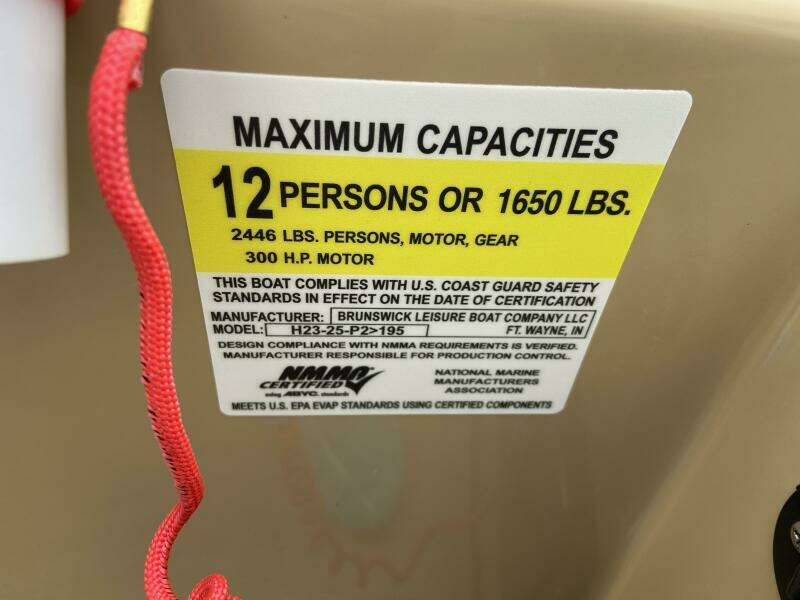 MAXIMUM CAPACITIES
12 PERSONS OR 1650 LBS.
2446 LBS. PERSONS, MOTOR, GEAR
300 H.P. MOTOR
THIS BOAT COMPLIES WITH U.S. COAST GUARD SAFETY
STANDARDS IN EFFECT ON THE DATE OF CERTIFICATION
MANUFACTURER: BRUNSWICK LEISURE BOAT COMPANY LLC
MODEL: H23-25-P2>195 FT. WAYNE, IN
DESIGN COMPLIANCE WITH NMMA REQUIREMENTS IS VERIFIED.
MANUFACTURER RESPONSIBLE FOR PRODUCTION CONTROL.
NMMA
CERTIFIED
using ABYC standards
NATIONAL MARINE
MANUFACTURERS
ASSOCIATION
MEETS U.S. EPA EVAP STANDARDS USING CERTIFIED COMPONENTS